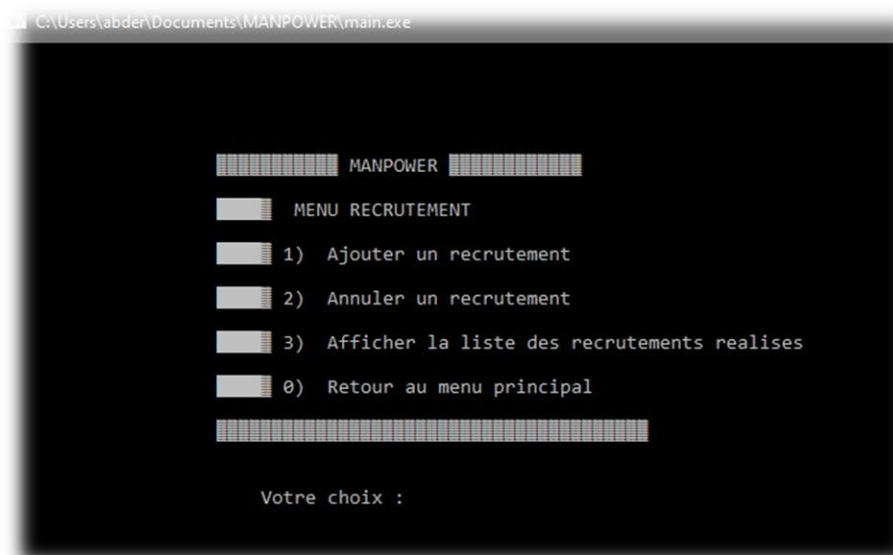 C:\Users\abder\Documents\MANPOWER\main.exe
MANPOWER
MENU RECRUTEMENT
1) Ajouter un recrutement
2) Annuler un recrutement
3) Afficher la liste des recrutements realises
0) Retour au menu principal
Votre choix :